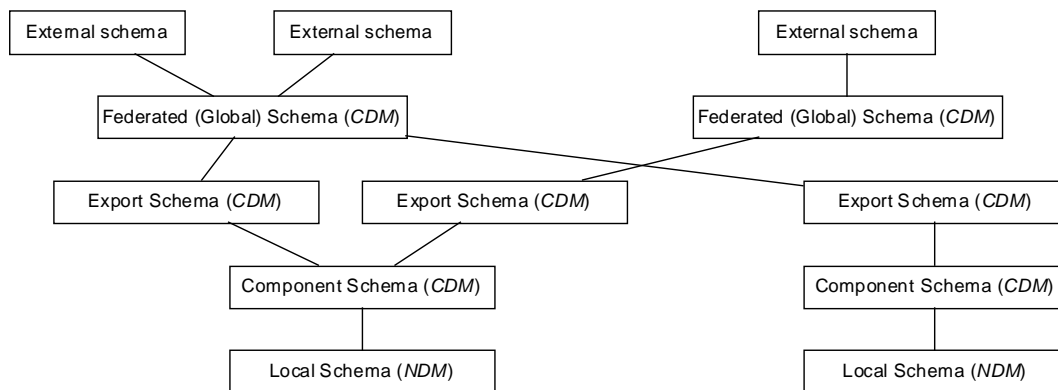 External schema
External schema
External schema
Federated (Global) Schema (CDM)
Federated (Global) Schema (CDM)
Export Schema (CDM)
Export Schema (CDM)
Export Schema (CDM)
Component Schema (CDM)
Component Schema (CDM)
Local Schema (NDM)
Local Schema (NDM)